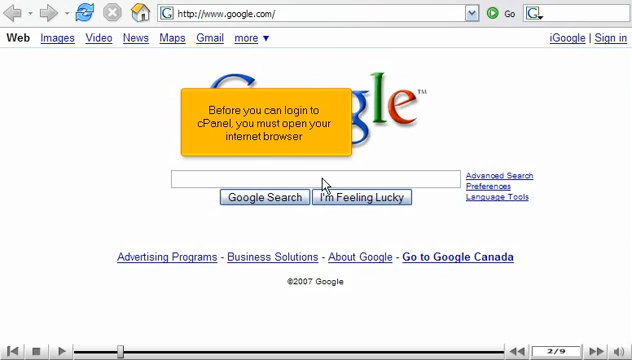 http://www.google.com/ Go
Web Images Video News Maps Gmail more ▼ iGoogle | Sign in
gle™
Before you can login to
cPanel, you must open your
internet browser
Advanced Search
Preferences
Language Tools
Google Search I'm Feeling Lucky
Advertising Programs - Business Solutions - About Google - Go to Google Canada
©2007 Google
2/9